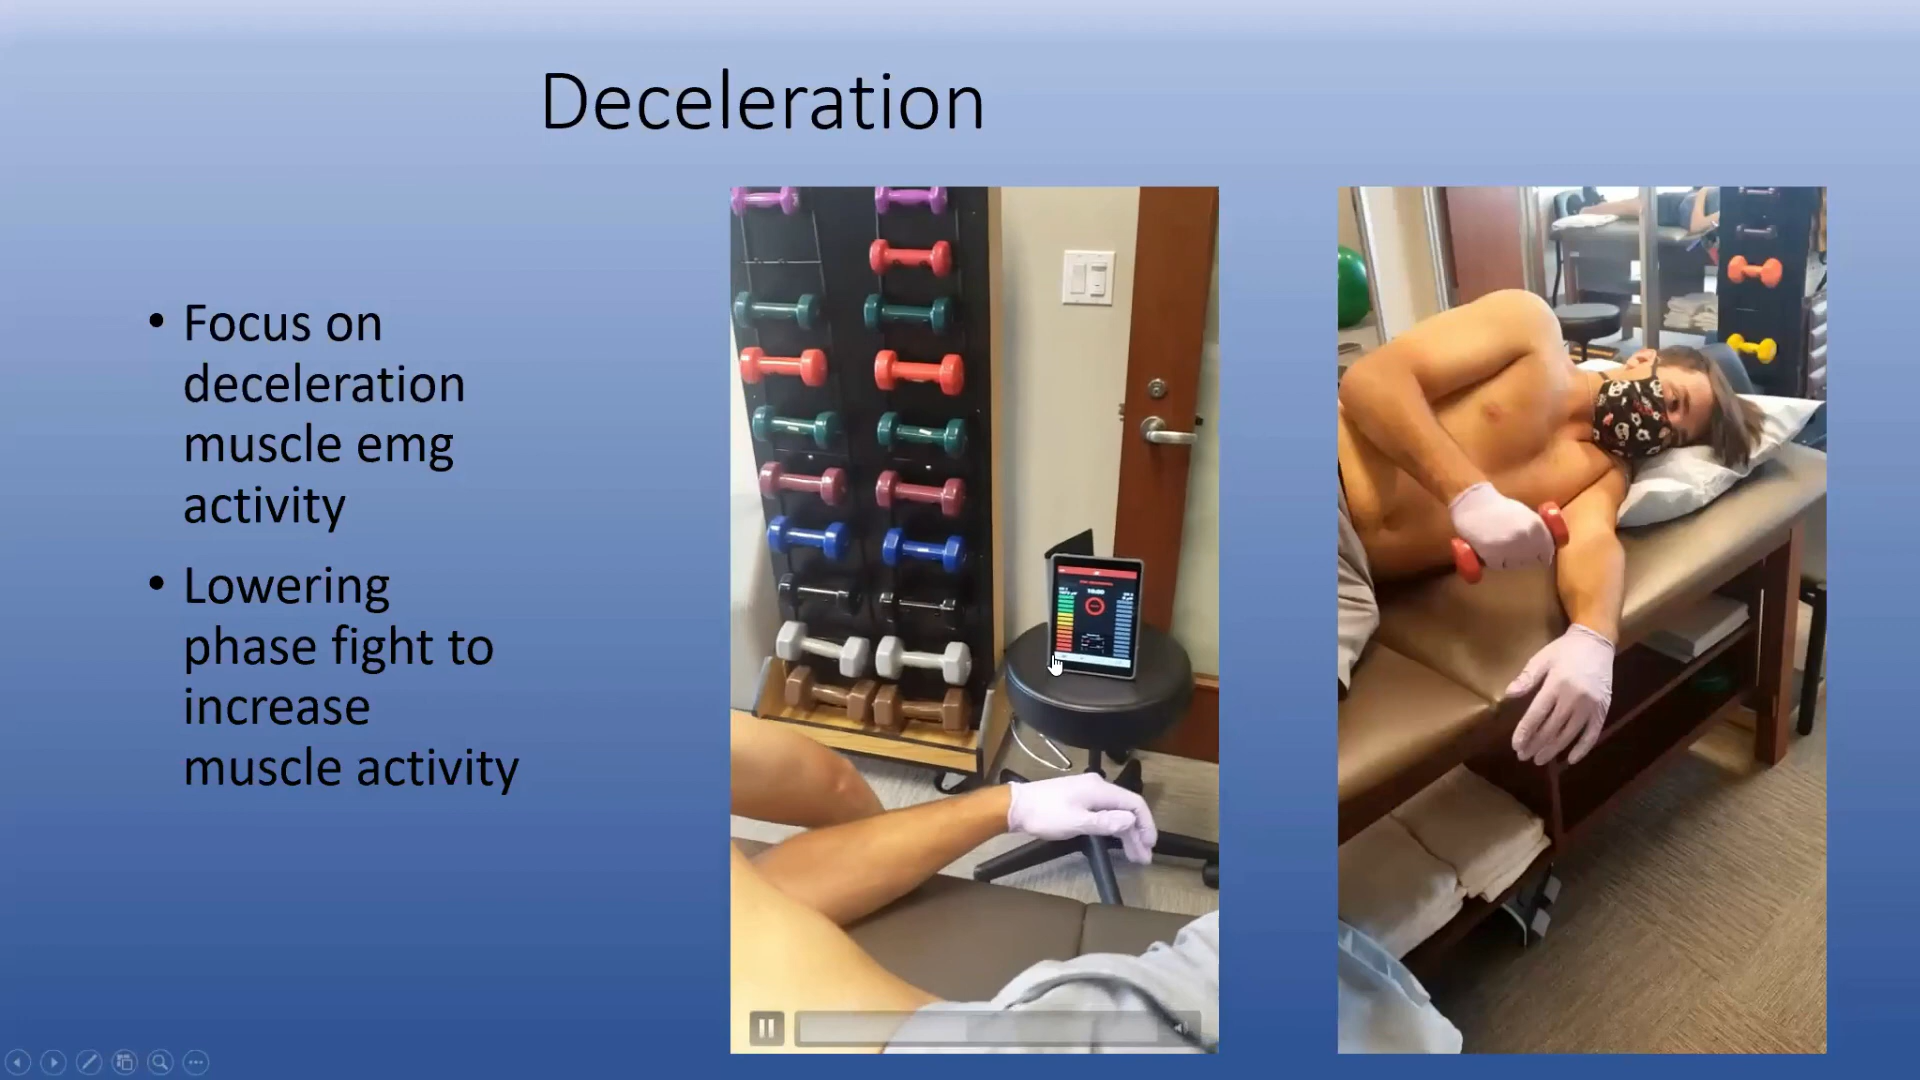 Deceleration
• Focus on
deceleration
muscle emg
activity
• Lowering
phase fight to
increase
muscle activity